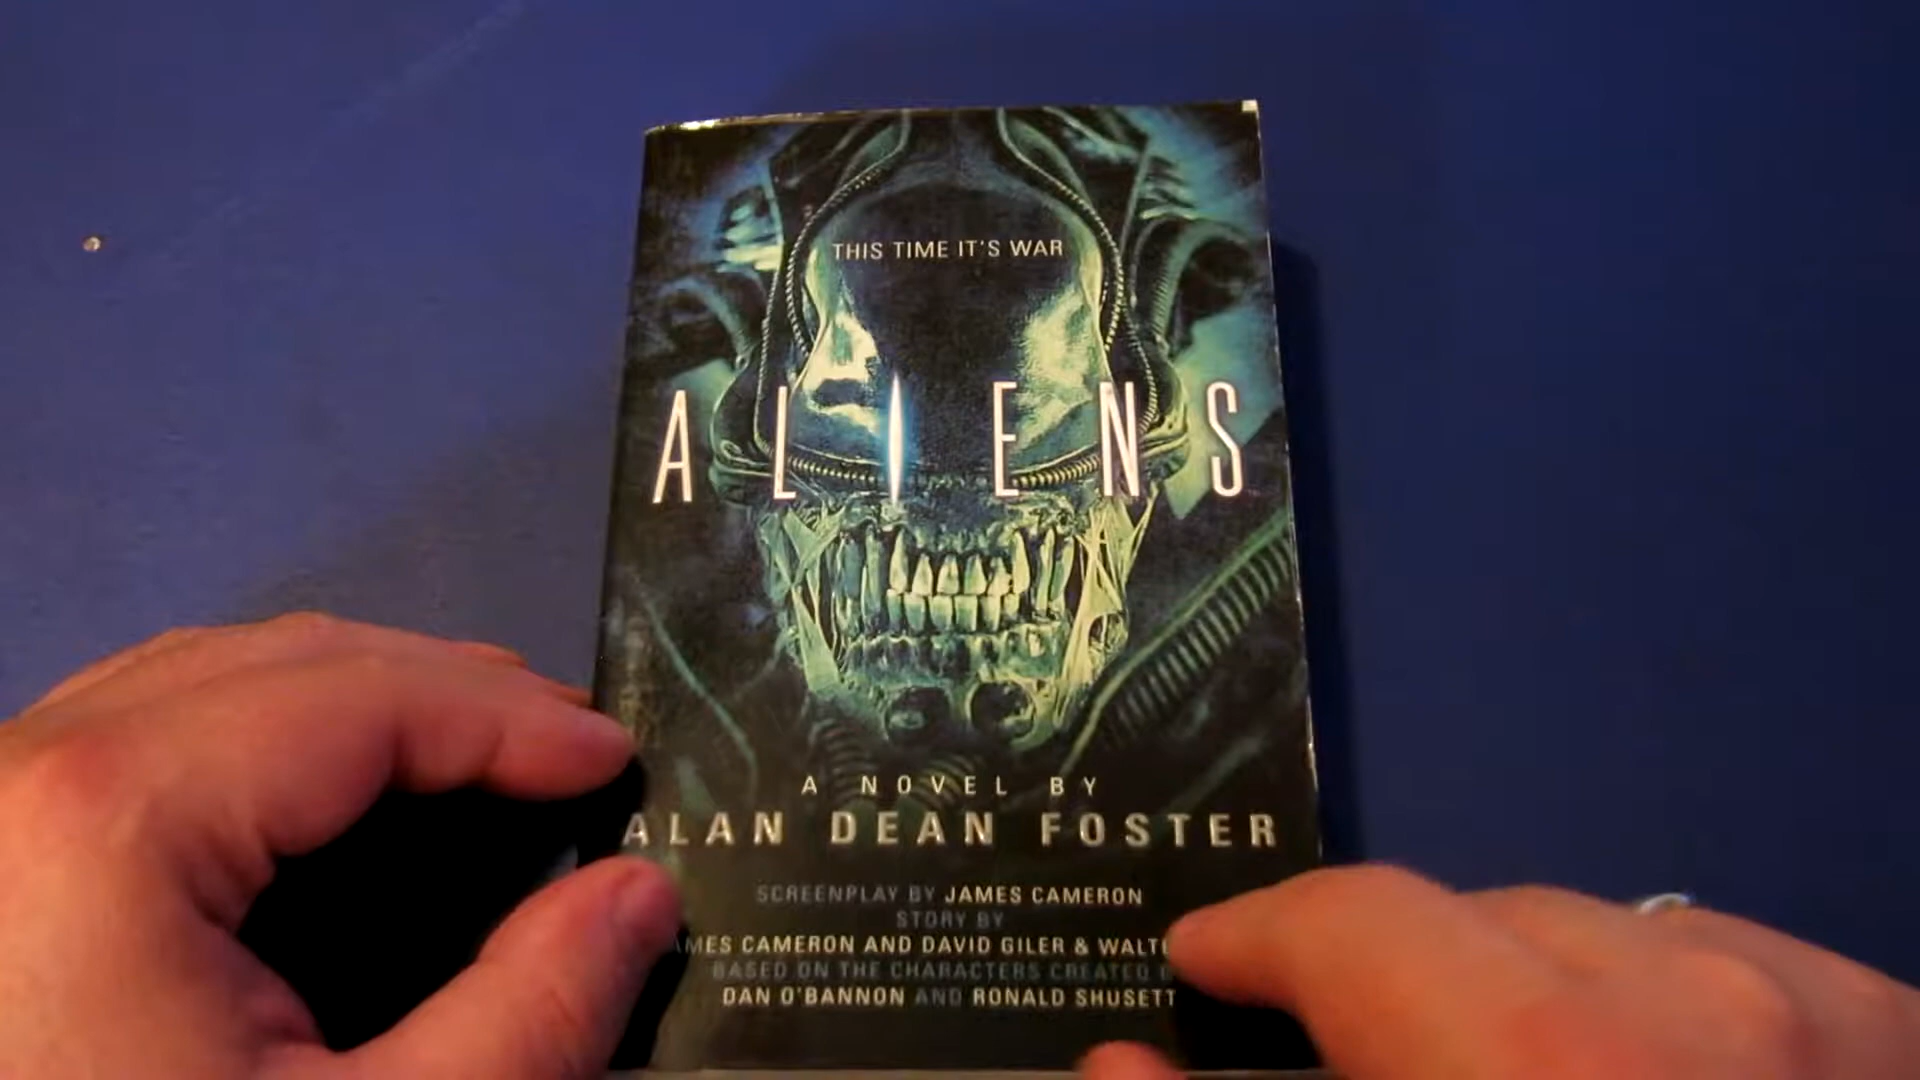 THIS TIME IT'S WAR
ALIENS
A NOVEL BY
ALAN DEAN FOSTER
SCREENPLAY BY JAMES CAMERON
STORY BY
CAMERON AND DAVID GILER &
BASED ON THE CHARACTERS CREATED
DAN O'BANNON AND RONALD SHUSETT